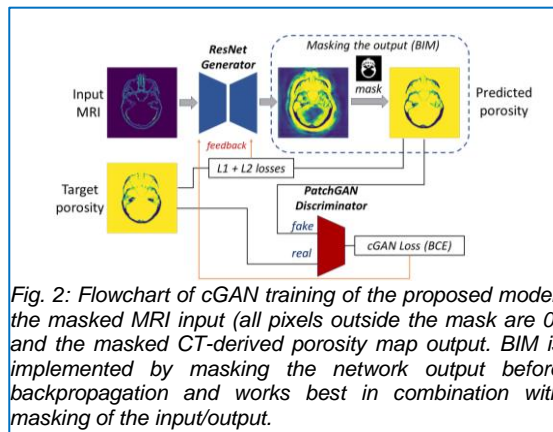 ResNet
Generator
Masking the output (BIM)
Input
MRI
mask
Predicted
porosity
feedback
L1 + L2 losses
Target
porosity
PatchGAN
Discriminator
fake
real
cGAN Loss (BCE)
Fig. 2: Flowchart of cGAN training of the proposed model
the masked MRI input (all pixels outside the mask are 0
and the masked CT-derived porosity map output. BIM is
implemented by masking the network output before
backpropagation and works best in combination with
masking of the input/output.